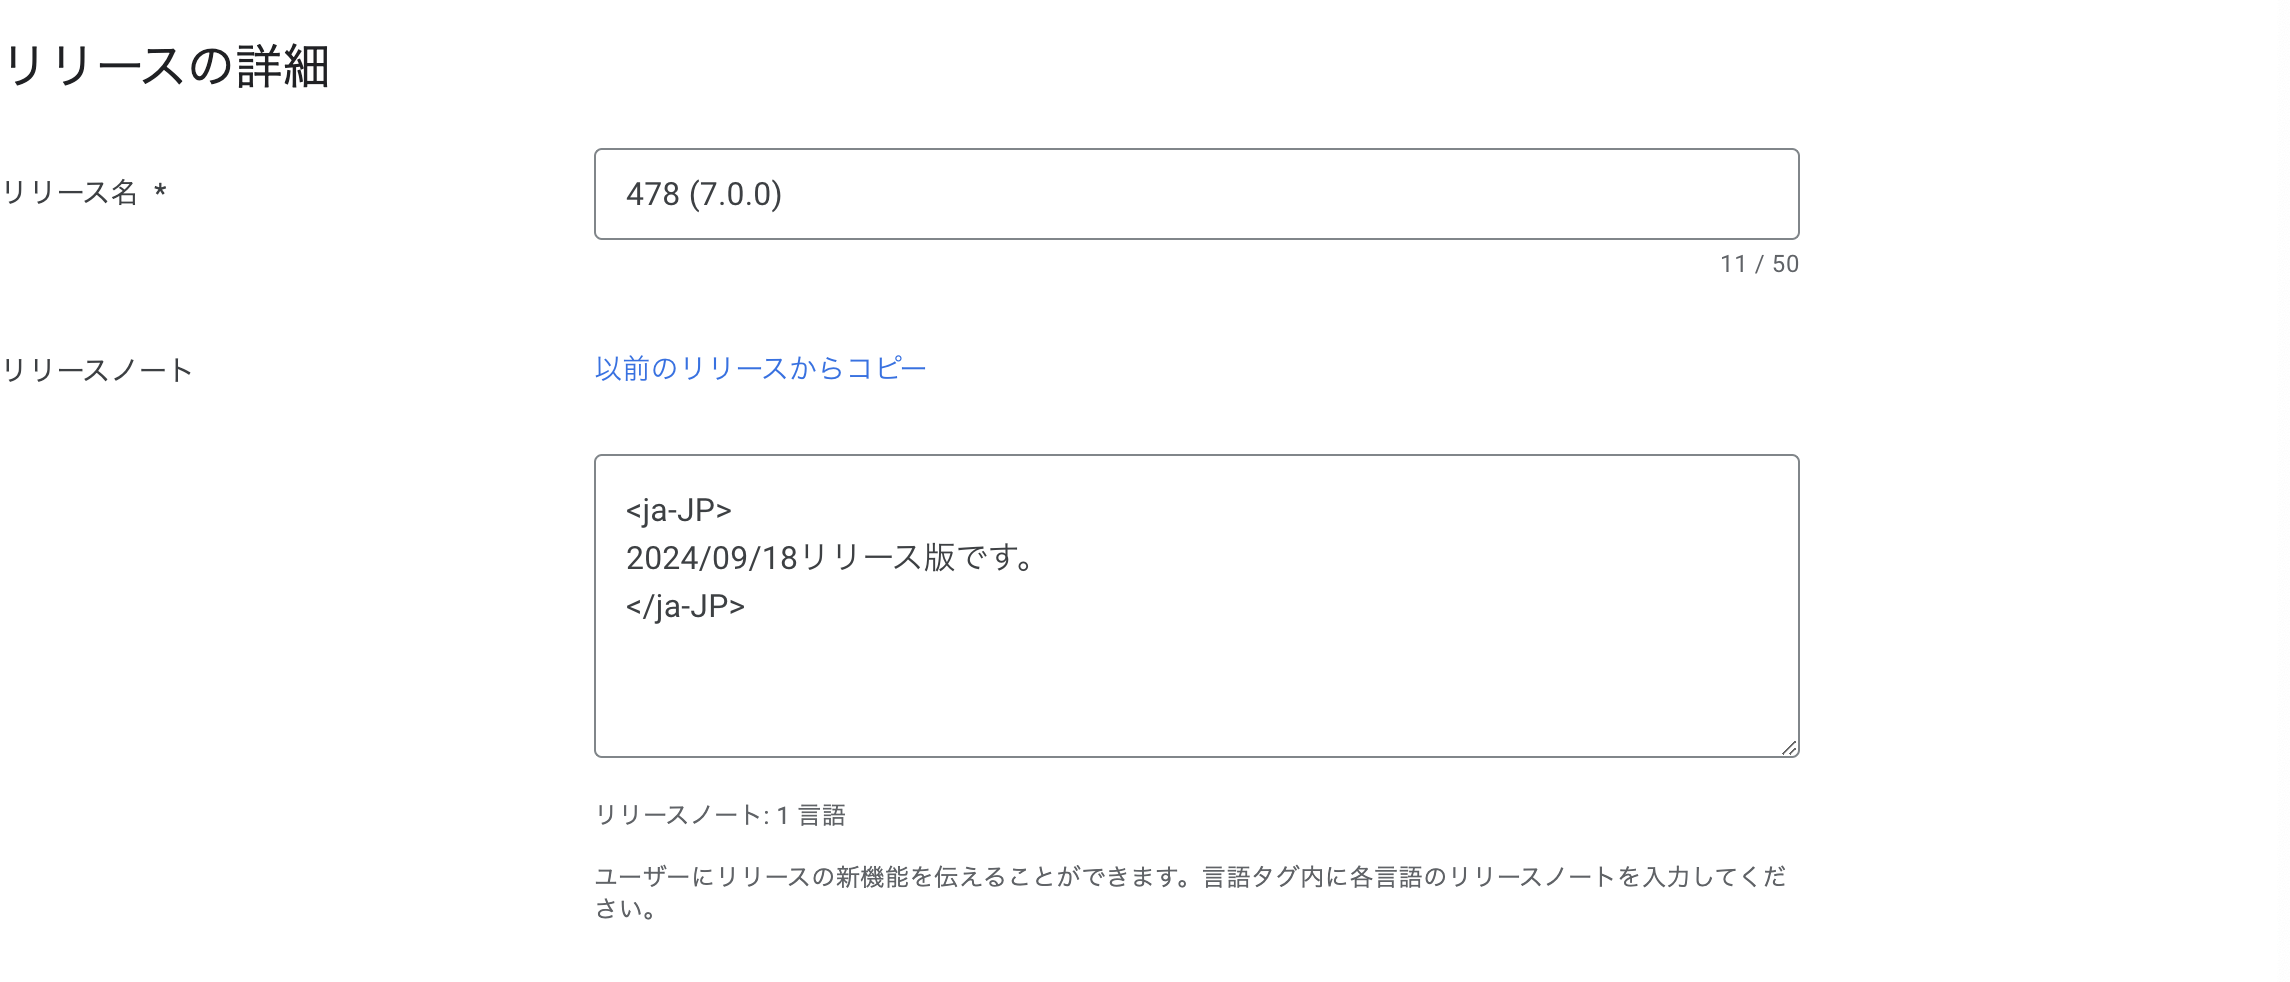 リリースの詳細
リリース名 *
478 (7.0.0)
11 / 50
リリースノート
以前のリリースからコピー
<ja-JP>
2024/09/18リリース版です。
</ja-JP>
リリースノート: 1 言語
ユーザーにリリースの新機能を伝えることができます。言語タグ内に各言語のリリースノートを入力してくだ
さい。